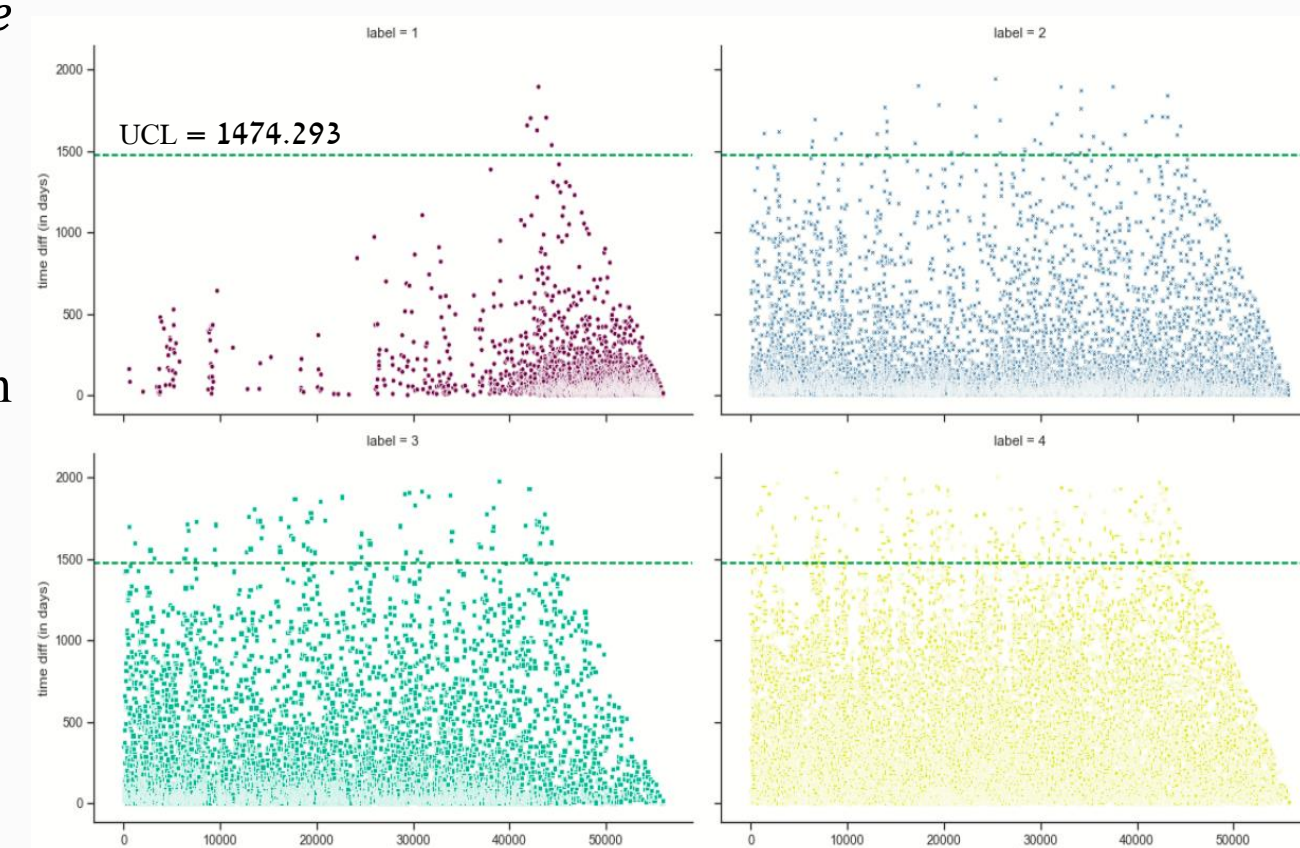 e
label = 1
label = 2
2000
UCL = 1474.293
1500
1000
500
0
time diff (in days)
n
label = 3
label = 4
2000
1500
1000
500
0
time diff (in days)
0 10000 20000 30000 40000 50000
0 10000 20000 30000 40000 50000